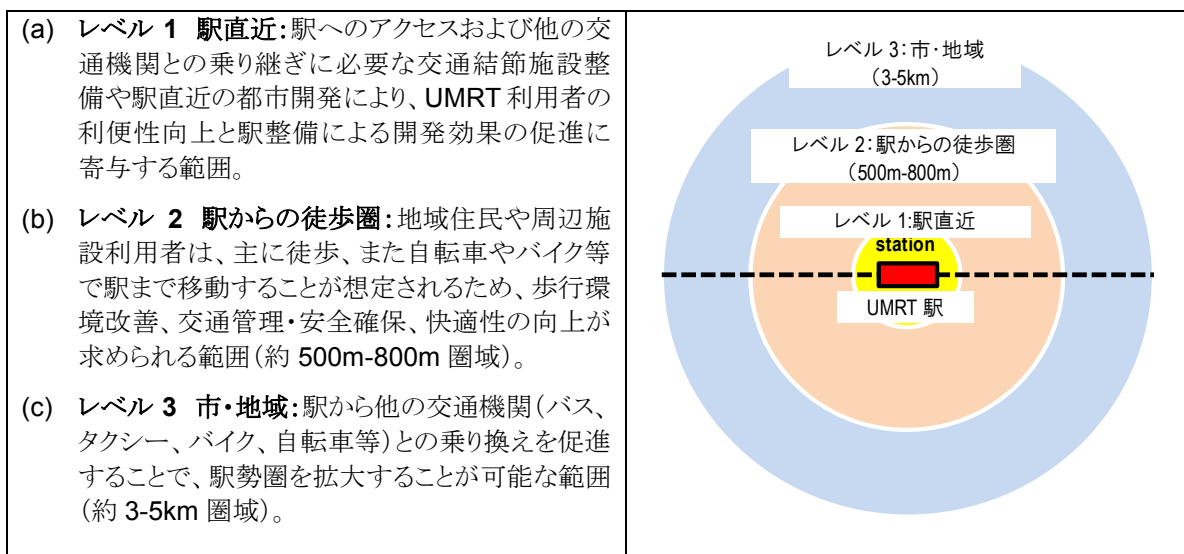 (a) レベル 1 駅直近：駅へのアクセスおよび他の交
通機関との乗り継ぎに必要な交通結節施設整
備や駅直近の都市開発により、UMRT 利用者の
利便性向上と駅整備による開発効果の促進に
寄与する範囲。
(b) レベル 2 駅からの徒歩圏：地域住民や周辺施
設利用者は、主に徒歩、また自転車やバイク等
で駅まで移動することが想定されるため、歩行環
境改善、交通管理・安全確保、快適性の向上が
求められる範囲（約 500m-800m 圏域）。
(c) レベル 3 市・地域：駅から他の交通機関（バス、
タクシー、バイク、自転車等）との乗り換えを促進
することで、駅勢圏を拡大することが可能な範囲
（約 3-5km 圏域）。
レベル 3：市・地域
（3-5km）
レベル 2：駅からの徒歩圏
（500m-800m）
レベル 1:駅直近
station
UMRT 駅